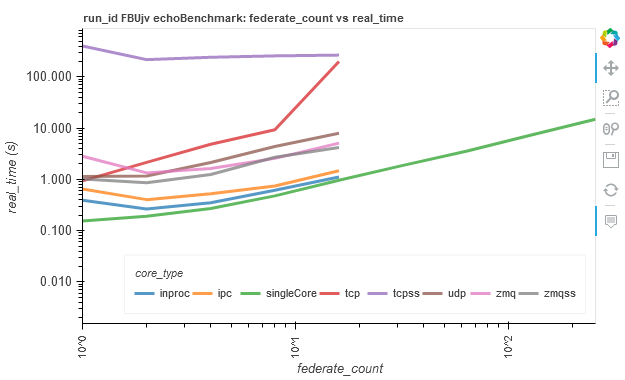 run_id FBUjv echoBenchmark: federate_count vs real_time
real_time (s)
100.000
10.000
1.000
0.100
0.010
core_type
inproc ipc singleCore tcp tcpss udp zmq zmqss
10^0 10^1 10^2
federate_count